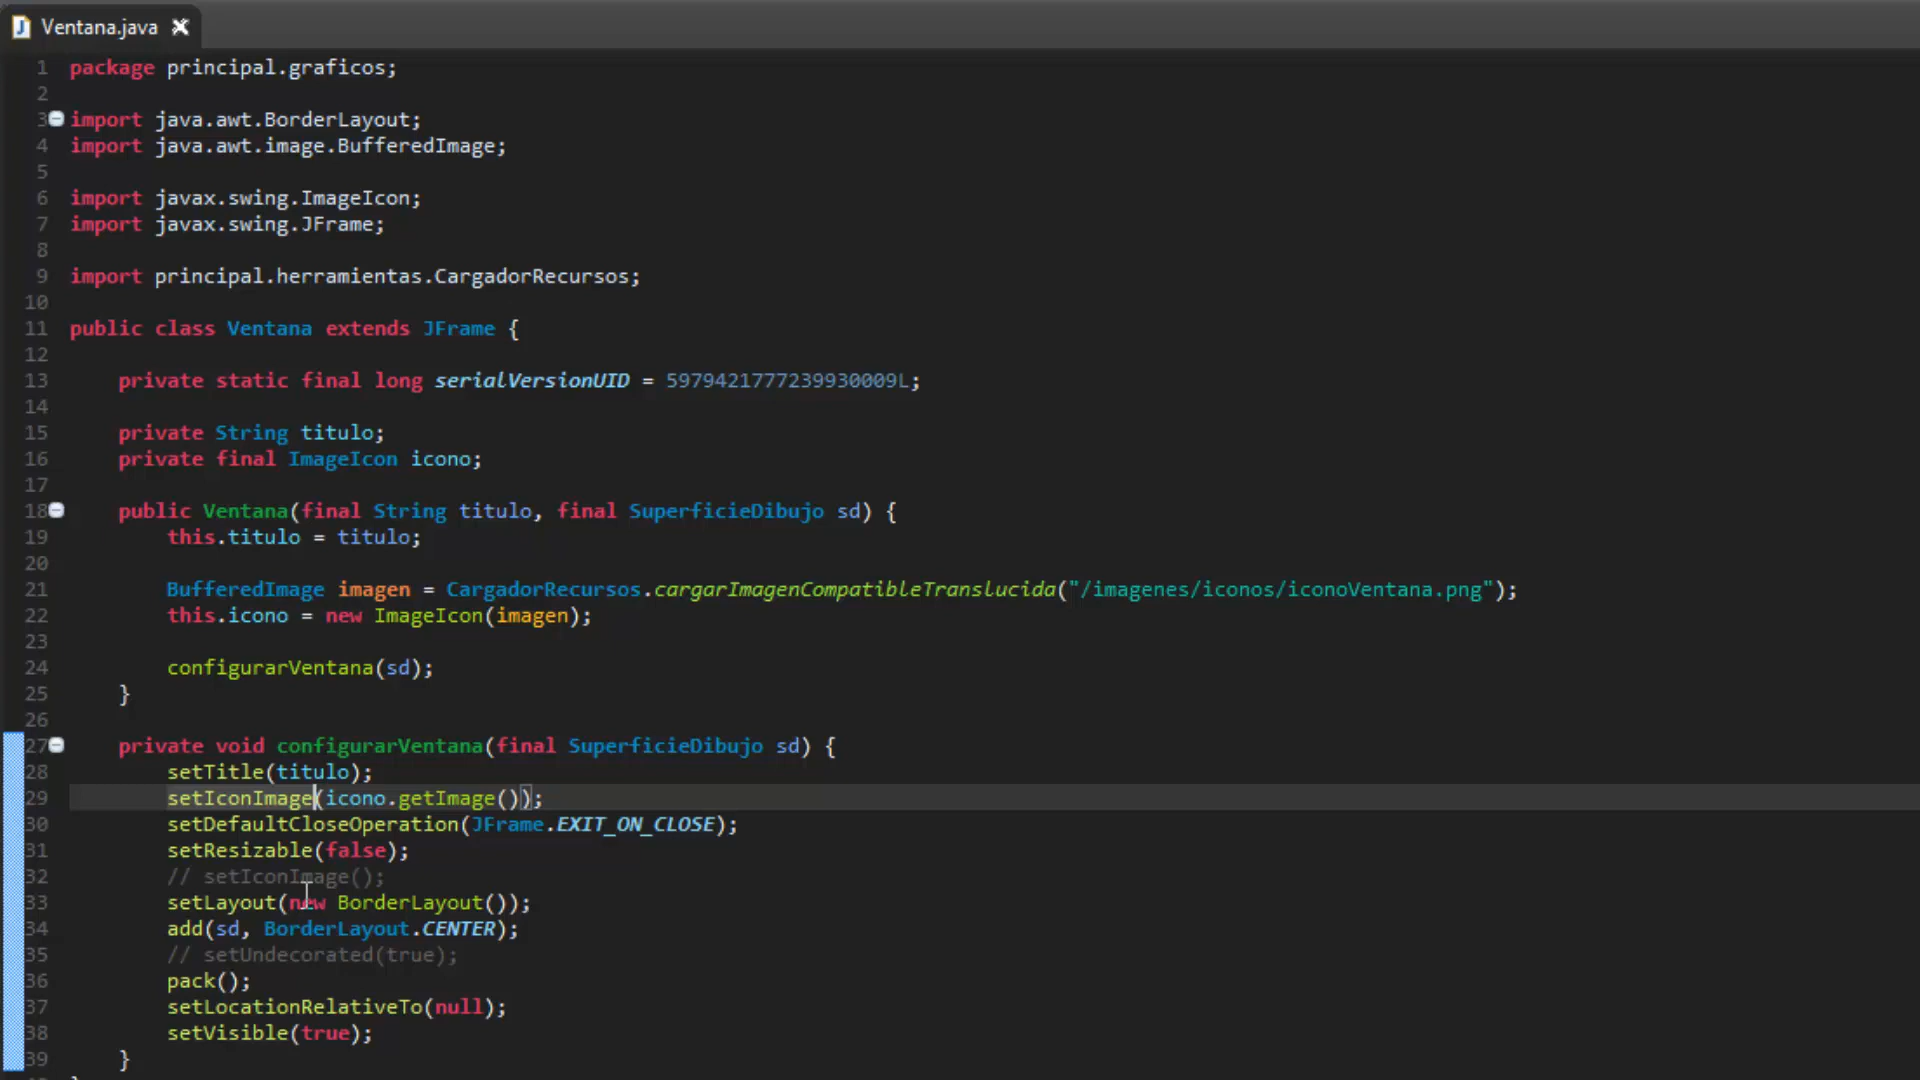 Ventana.java
1 package principal.graficos;
2
3 import java.awt.BorderLayout;
4 import java.awt.image.BufferedImage;
5
6 import javax.swing.ImageIcon;
7 import javax.swing.JFrame;
8
9 import principal.herramientas.CargadorRecursos;
10
11 public class Ventana extends JFrame {
12
13 private static final long serialVersionUID = 5979421777239930009L;
14
15 private String titulo;
16 private final ImageIcon icono;
17
18 public Ventana(final String titulo, final SuperficieDibujo sd) {
19 this.titulo = titulo;
20
21 BufferedImage imagen = CargadorRecursos.cargarImagenCompatibleTranslucida("/imagenes/iconos/iconoVentana.png");
22 this.icono = new ImageIcon(imagen);
23
24 configurarVentana(sd);
25 }
26
27 private void configurarVentana(final SuperficieDibujo sd) {
28 setTitle(titulo);
29 setIconImage(icono.getImage());
30 setDefaultCloseOperation(JFrame.EXIT_ON_CLOSE);
31 setResizable(false);
32 // setIconImage();
33 setLayout(new BorderLayout());
34 add(sd, BorderLayout.CENTER);
35 // setUndecorated(true);
36 pack();
37 setLocationRelativeTo(null);
38 setVisible(true);
39 }